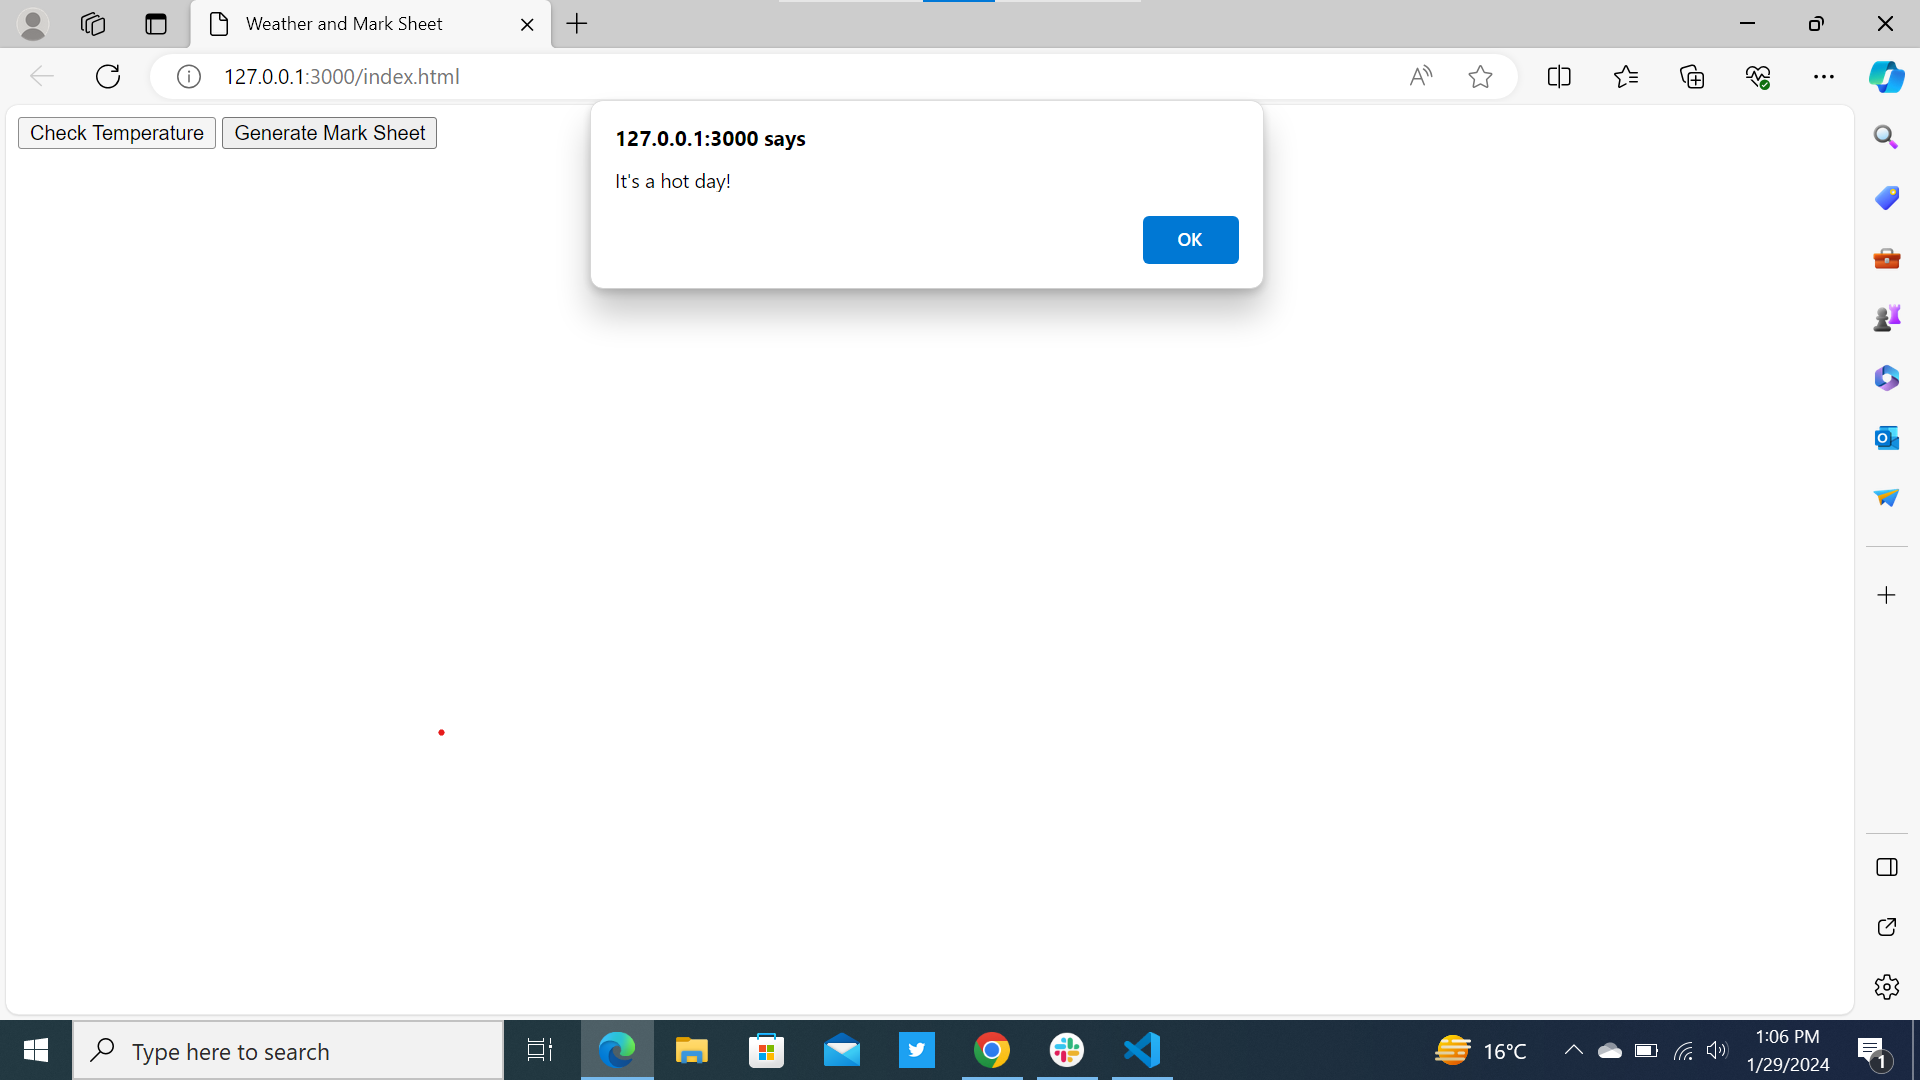 Weather and Mark Sheet
127.0.0.1:3000/index.html
Check Temperature
Generate Mark Sheet
127.0.0.1:3000 says
It's a hot day!
OK
Type here to search
16°C
1:06 PM
1/29/2024
1